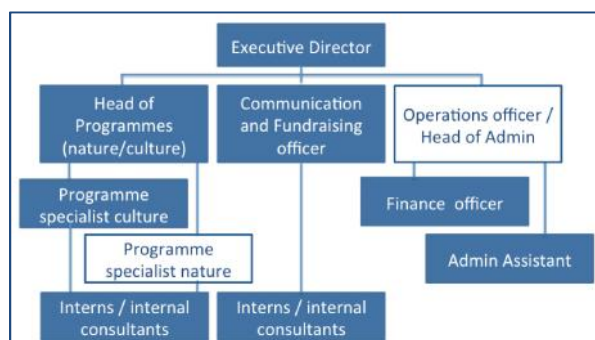 Executive Director
Head of
Programmes
(nature/culture)
Communication
and Fundraising
officer
Operations officer /
Head of Admin
Programme
specialist culture
Finance officer
Programme
specialist nature
Admin Assistant
Interns / internal
consultants
Interns / internal
consultants